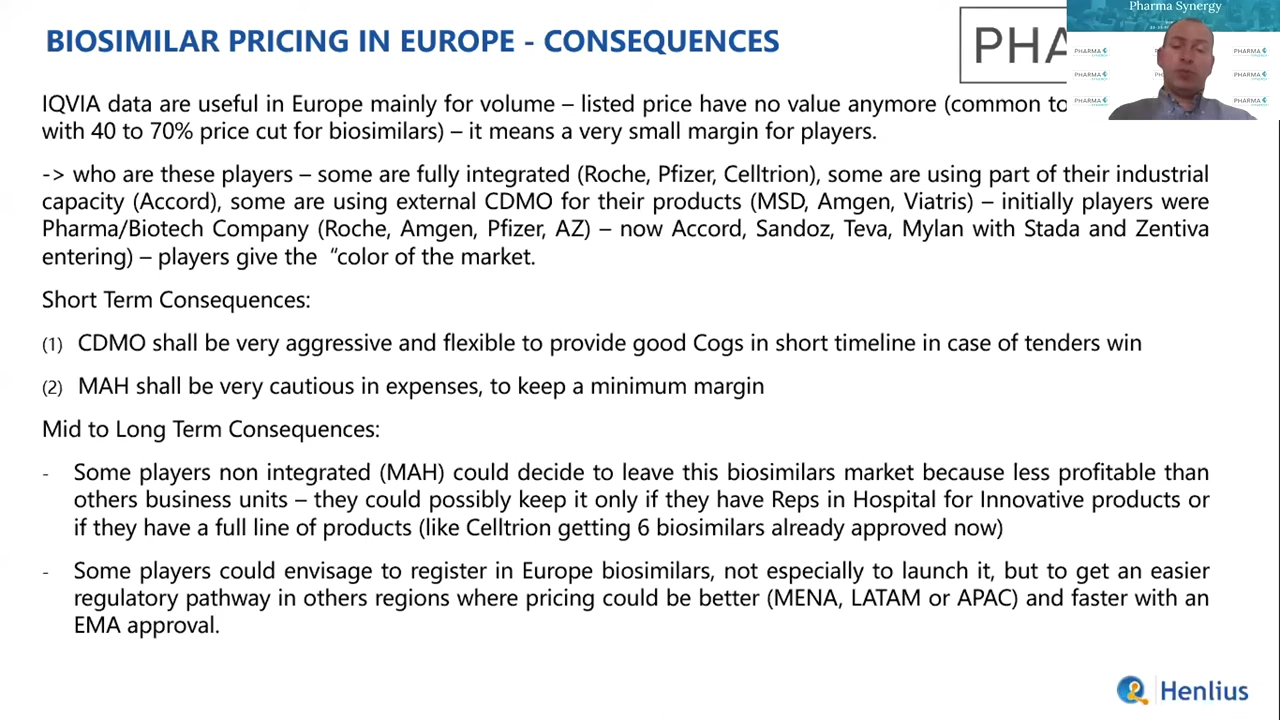 BIOSIMILAR PRICING IN EUROPE - CONSEQUENCES
PHA
Pharma Synergy
PHARMA
PHARMA
PHARMA
PHARMA
PHARMA
PHARMA
IQVIA data are useful in Europe mainly for volume – listed price have no value anymore (common to
with 40 to 70% price cut for biosimilars) – it means a very small margin for players.
-> who are these players – some are fully integrated (Roche, Pfizer, Celltrion), some are using part of their industrial
capacity (Accord), some are using external CDMO for their products (MSD, Amgen, Viatris) – initially players were
Pharma/Biotech Company (Roche, Amgen, Pfizer, AZ) – now Accord, Sandoz, Teva, Mylan with Stada and Zentiva
entering) – players give the “color of the market.
Short Term Consequences:
(1) CDMO shall be very aggressive and flexible to provide good Cogs in short timeline in case of tenders win
(2) MAH shall be very cautious in expenses, to keep a minimum margin
Mid to Long Term Consequences:
- Some players non integrated (MAH) could decide to leave this biosimilars market because less profitable than
others business units – they could possibly keep it only if they have Reps in Hospital for Innovative products or
if they have a full line of products (like Celltrion getting 6 biosimilars already approved now)
- Some players could envisage to register in Europe biosimilars, not especially to launch it, but to get an easier
regulatory pathway in others regions where pricing could be better (MENA, LATAM or APAC) and faster with an
EMA approval.
Henlius